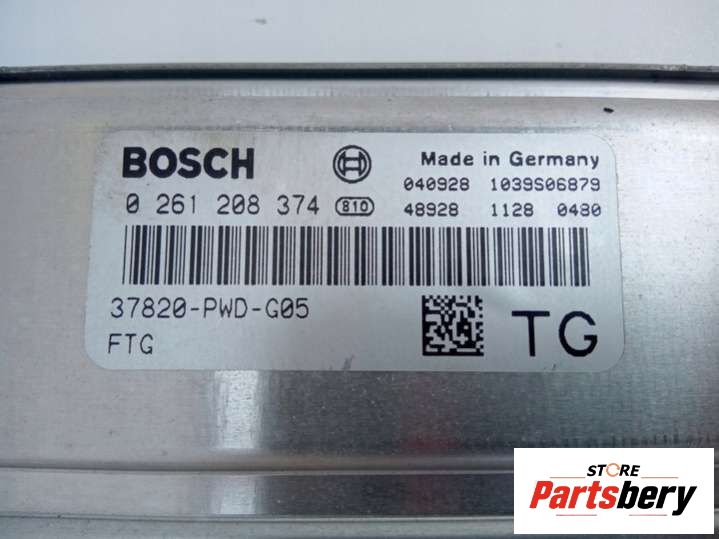 BOSCH
Made in Germany
040928 1039S06879
0 261 208 374 810 48928 1128 0480
37820-PWD-G05
FTG
TG
STORE
Partsbery